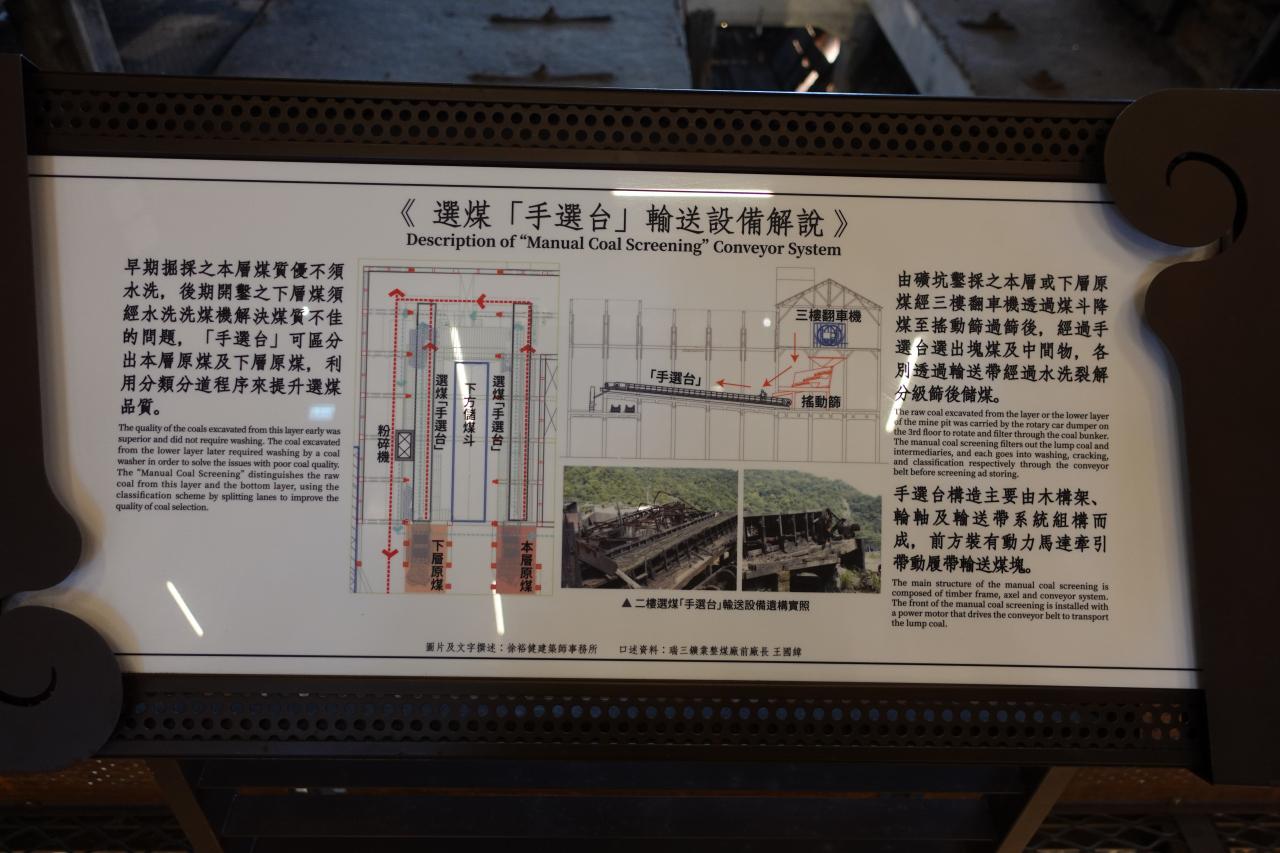 《 選煤「手選台」輸送設備解說 》
Description of “Manual Coal Screening” Conveyor System
早期掘採之本層煤質優不須
水洗，後期開鑿之下層煤須
經水洗洗煤機解決煤質不佳
的問題，「手選台」可區分
出本層原煤及下層原煤，利
用分類分道程序來提升選煤
品質。
The quality of the coals excavated from this layer early was
superior and did not require washing. The coal excavated
from the lower layer later required washing by a coal
washer in order to solve the issues with poor coal quality.
The “Manual Coal Screening” distinguishes the raw
coal from this layer and the bottom layer, using the
classification scheme by splitting lanes to improve the
quality of coal selection.
粉碎機
選煤「手選台」
下方儲煤斗
選煤「手選台」
下層原煤
本層原煤
三樓翻車機
「手選台」
搖動篩
▲ 二樓選煤「手選台」輸送設備遺構實照
由礦坑鑿採之本層或下層原
煤經三樓翻車機透過煤斗降
煤至搖動篩過篩後，經過手
選台選出塊煤及中間物，各
別透過輸送帶經過水洗裂解
分級篩後儲煤。
The raw coal excavated from the layer or the lower layer
of the mine pit was carried by the rotary car dumper on
the 3rd floor to rotate and filter through the coal bunker.
The manual coal screening filters out the lump coal and
intermediaries, and each goes into washing, cracking,
and classification respectively through the conveyor
belt before screening ad storing.
手選台構造主要由木構架、
輪軸及輸送帶系統組構而
成，前方裝有動力馬達牽引
帶動履帶輸送煤塊。
The main structure of the manual coal screening is
composed of timber frame, axel and conveyor system.
The front of the manual coal screening is installed with
a power motor that drives the conveyor belt to transport
the lump coal.
圖片及文字撰述：徐裕健建築師事務所 口述資料：瑞三鑛業整煤廠前廠長 王國緯